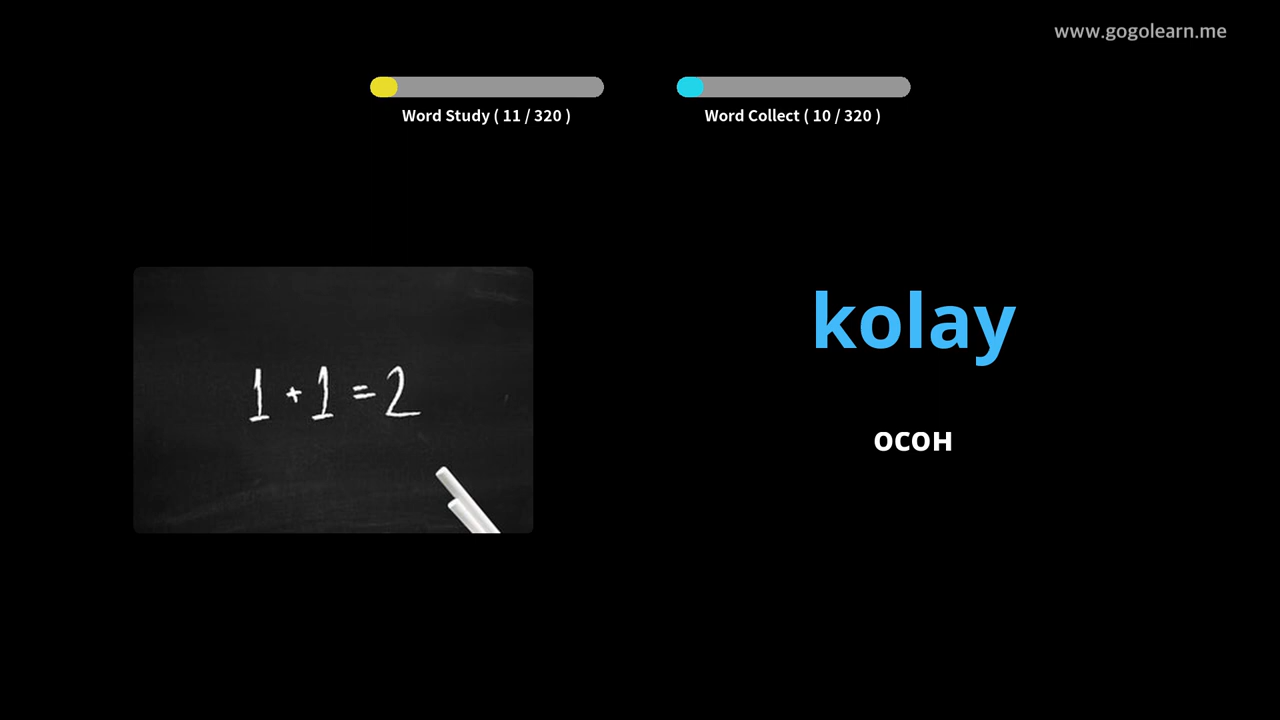 www.gogolearn.me
Word Study ( 11 / 320 )
Word Collect ( 10 / 320 )
1 + 1 = 2
kolay
осон